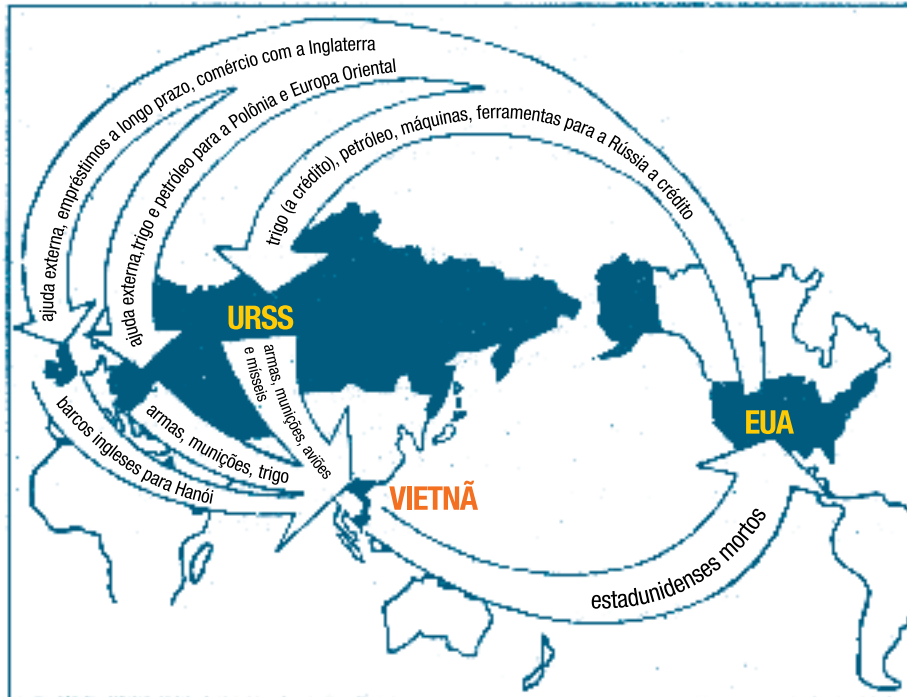 ajuda externa, empréstimos a longo prazo, comércio com a Inglaterra
ajuda externa,trigo e petróleo para a Polônia e Europa Oriental
trigo (a crédito), petróleo, máquinas, ferramentas para a Rússia a crédito
URSS
armas, munições, aviões
e mísseis
EUA
armas, munições, trigo
barcos ingleses para Hanói
VIETNÃ
estadunidenses mortos